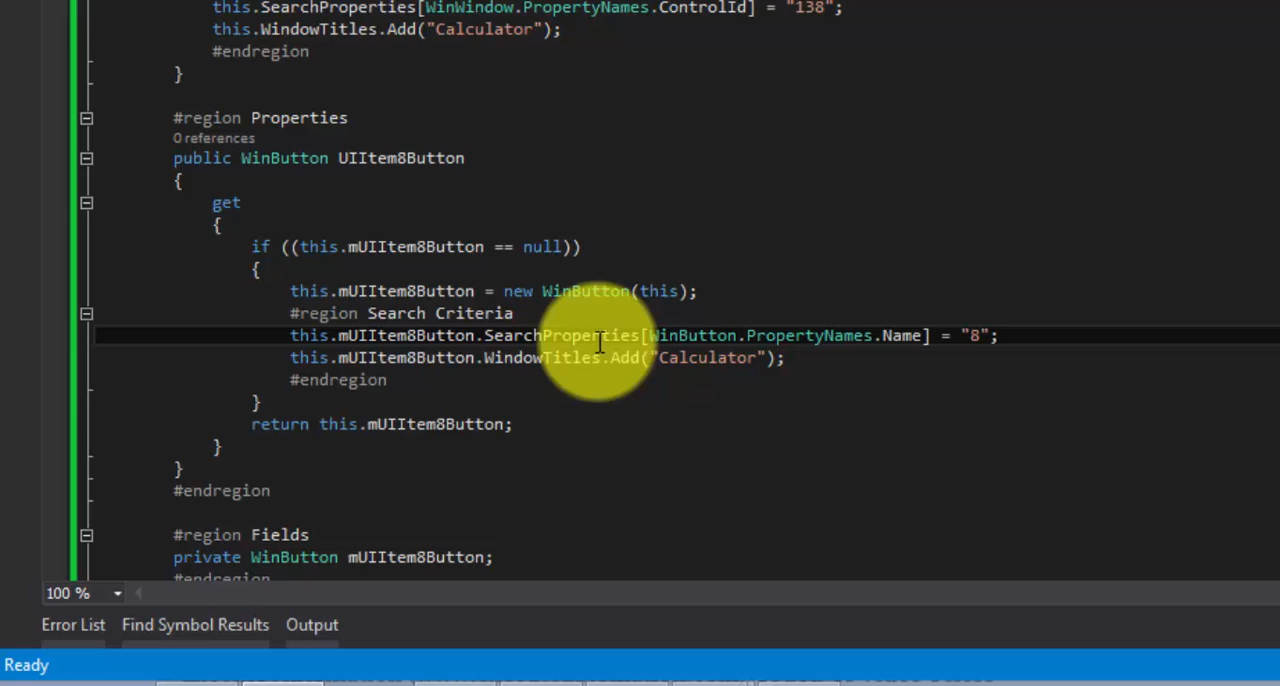 this.SearchProperties[WinWindow.PropertyNames.ControlId] = "138";
this.WindowTitles.Add("Calculator");
#endregion
}
#region Properties
0 references
public WinButton UIItem8Button
{
get
{
if ((this.mUIItem8Button == null))
{
this.mUIItem8Button = new WinButton(this);
#region Search Criteria
this.mUIItem8Button.SearchProperties[WinButton.PropertyNames.Name] = "8";
this.mUIItem8Button.WindowTitles.Add("Calculator");
#endregion
}
return this.mUIItem8Button;
}
}
#endregion
#region Fields
private WinButton mUIItem8Button;
#endregion
100 %
Error List Find Symbol Results Output
Ready